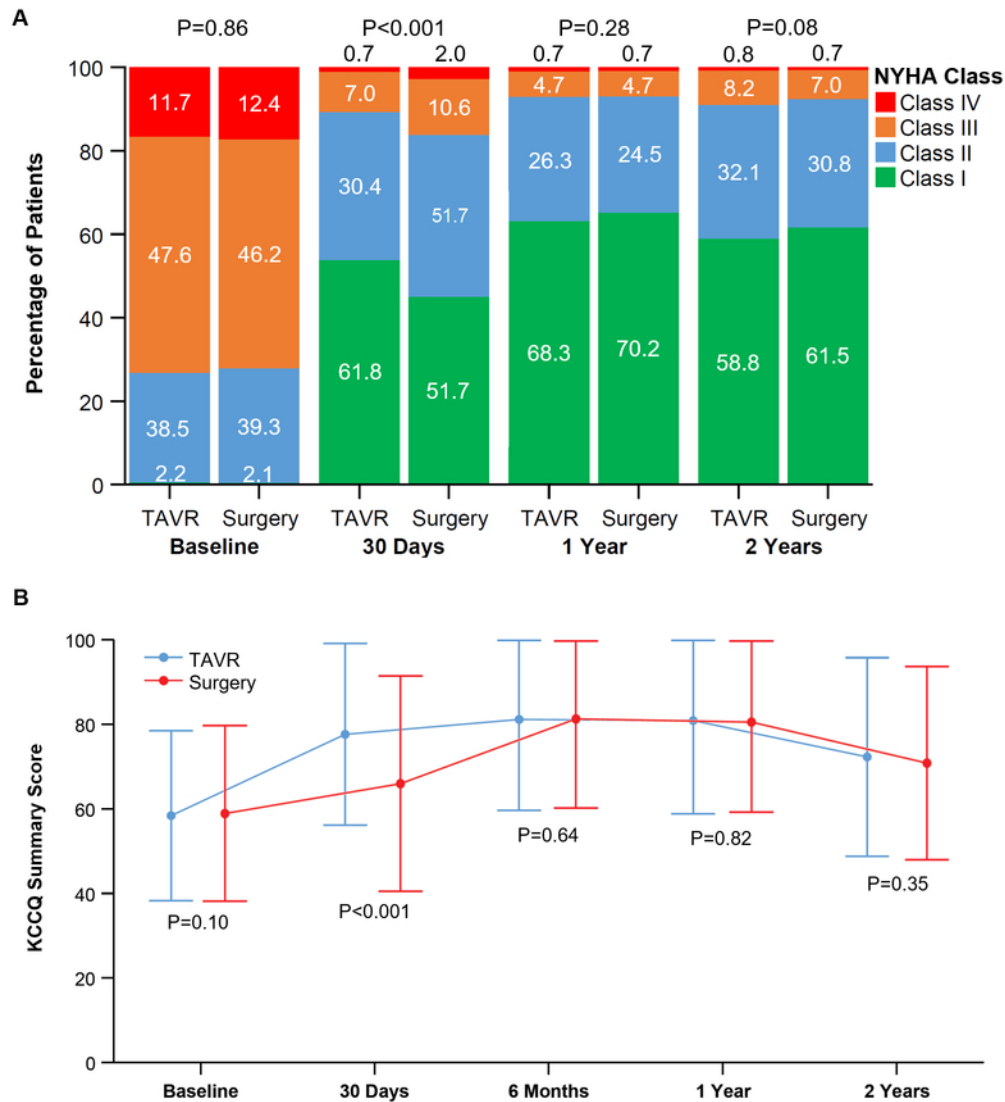 A
P=0.86 P<0.001 P=0.28 P=0.08
0.7 2.0 0.7 0.7 0.8 0.7
NYHA Class
Class IV
Class III
Class II
Class I
Percentage of Patients
100
80
60
40
20
0
11.7 12.4 7.0 10.6 4.7 4.7 8.2 7.0
47.6 46.2 30.4 51.7 26.3 24.5 32.1 30.8
38.5 39.3 61.8 51.7 68.3 70.2 58.8 61.5
2.2 2.1
TAVR Surgery TAVR Surgery TAVR Surgery TAVR Surgery
Baseline 30 Days 1 Year 2 Years
B
KCCQ Summary Score
100
80
60
40
20
0
TAVR
Surgery
P=0.10 P<0.001 P=0.64 P=0.82 P=0.35
Baseline 30 Days 6 Months 1 Year 2 Years